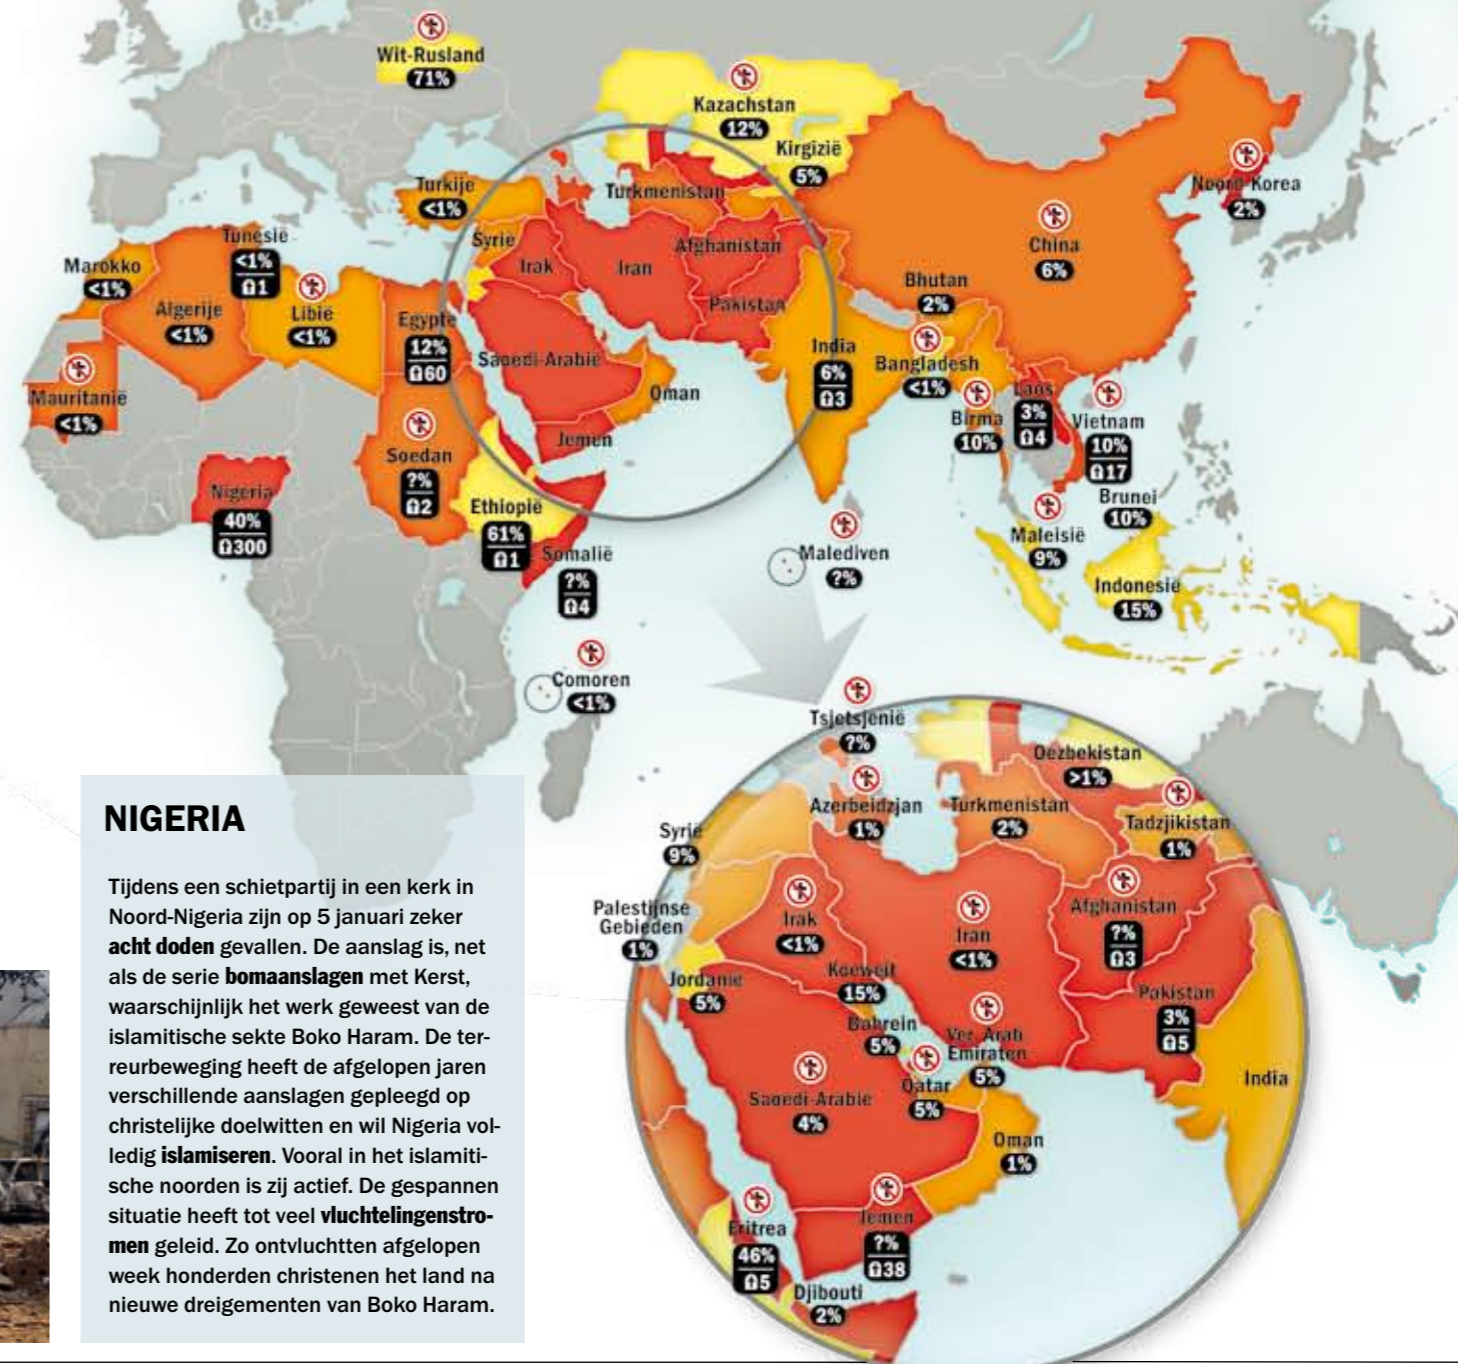 Wit-Rusland
71%
Kazachstan
12%
Kirgizië
5%
Turkije
<1%
Turkmenistan
Noord-Korea
2%
China
6%
Syrië
Irak
Iran
Afghanistan
Pakistan
Tunesië
<1%
1
Marokko
<1%
Algerije
<1%
Libië
<1%
Egypte
12%
60
Saoedi-Arabië
Oman
Jemen
Bhutan
2%
India
6%
3
Bangladesh
<1%
Birma
10%
Laos
3%
4
Vietnam
10%
17
Mauritanië
<1%
Soedan
?%
2
Nigeria
40%
300
Ethiopië
61%
1
Somalië
?%
4
Malediven
?%
Brunei
10%
Maleisië
9%
Indonesië
15%
Comoren
<1%
Tsjetsjenië
?%
Oezbekistan
>1%
Azerbeidzjan
1%
Turkmenistan
2%
Tadzjikistan
1%
Syrië
9%
Palestijnse
Gebieden
1%
Irak
<1%
Iran
<1%
Afghanistan
?%
3
Jordanië
5%
Koeweit
15%
Bahrein
5%
Ver. Arab
Emiraten
5%
Pakistan
3%
5
Qatar
5%
India
Saoedi-Arabië
4%
Oman
1%
Eritrea
46%
5
Jemen
?%
38
Djibouti
2%
NIGERIA
Tijdens een schietpartij in een kerk in
Noord-Nigeria zijn op 5 januari zeker
acht doden gevallen. De aanslag is, net
als de serie bomaanslagen met Kerst,
waarschijnlijk het werk geweest van de
islamitische sekte Boko Haram. De ter-
reurbeweging heeft de afgelopen jaren
verschillende aanslagen gepleegd op
christelijke doelwitten en wil Nigeria vol-
ledig islamiseren. Vooral in het islamiti-
sche noorden is zij actief. De gespannen
situatie heeft tot veel vluchtelingenstro-
men geleid. Zo ontvluchtten afgelopen
week honderden christenen het land na
nieuwe dreigementen van Boko Haram.